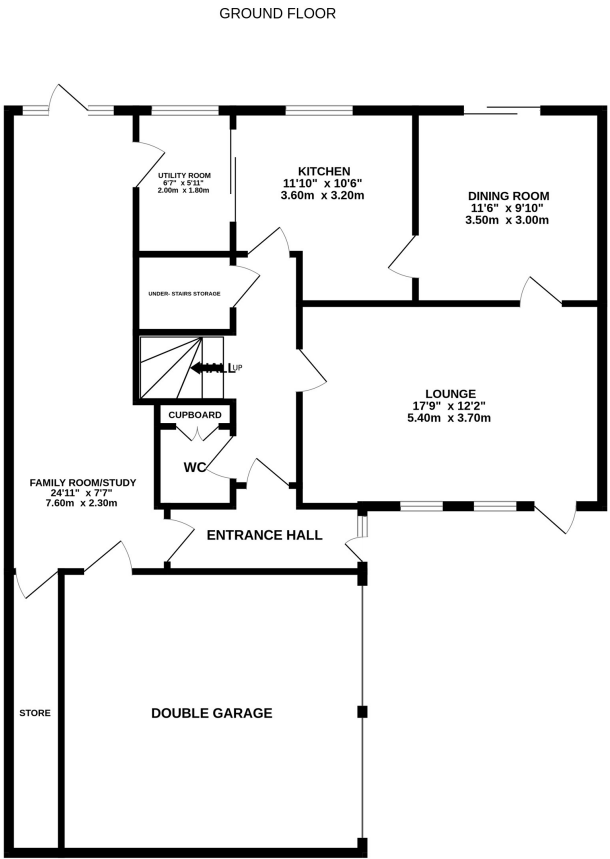 GROUND FLOOR
UTILITY ROOM
6'7" x 5'11"
2.00m x 1.80m
KITCHEN
11'10" x 10'6"
3.60m x 3.20m
DINING ROOM
11'6" x 9'10"
3.50m x 3.00m
UNDER- STAIRS STORAGE
HALL
UP
LOUNGE
17'9" x 12'2"
5.40m x 3.70m
CUPBOARD
WC
FAMILY ROOM/STUDY
24'11" x 7'7"
7.60m x 2.30m
ENTRANCE HALL
STORE
DOUBLE GARAGE